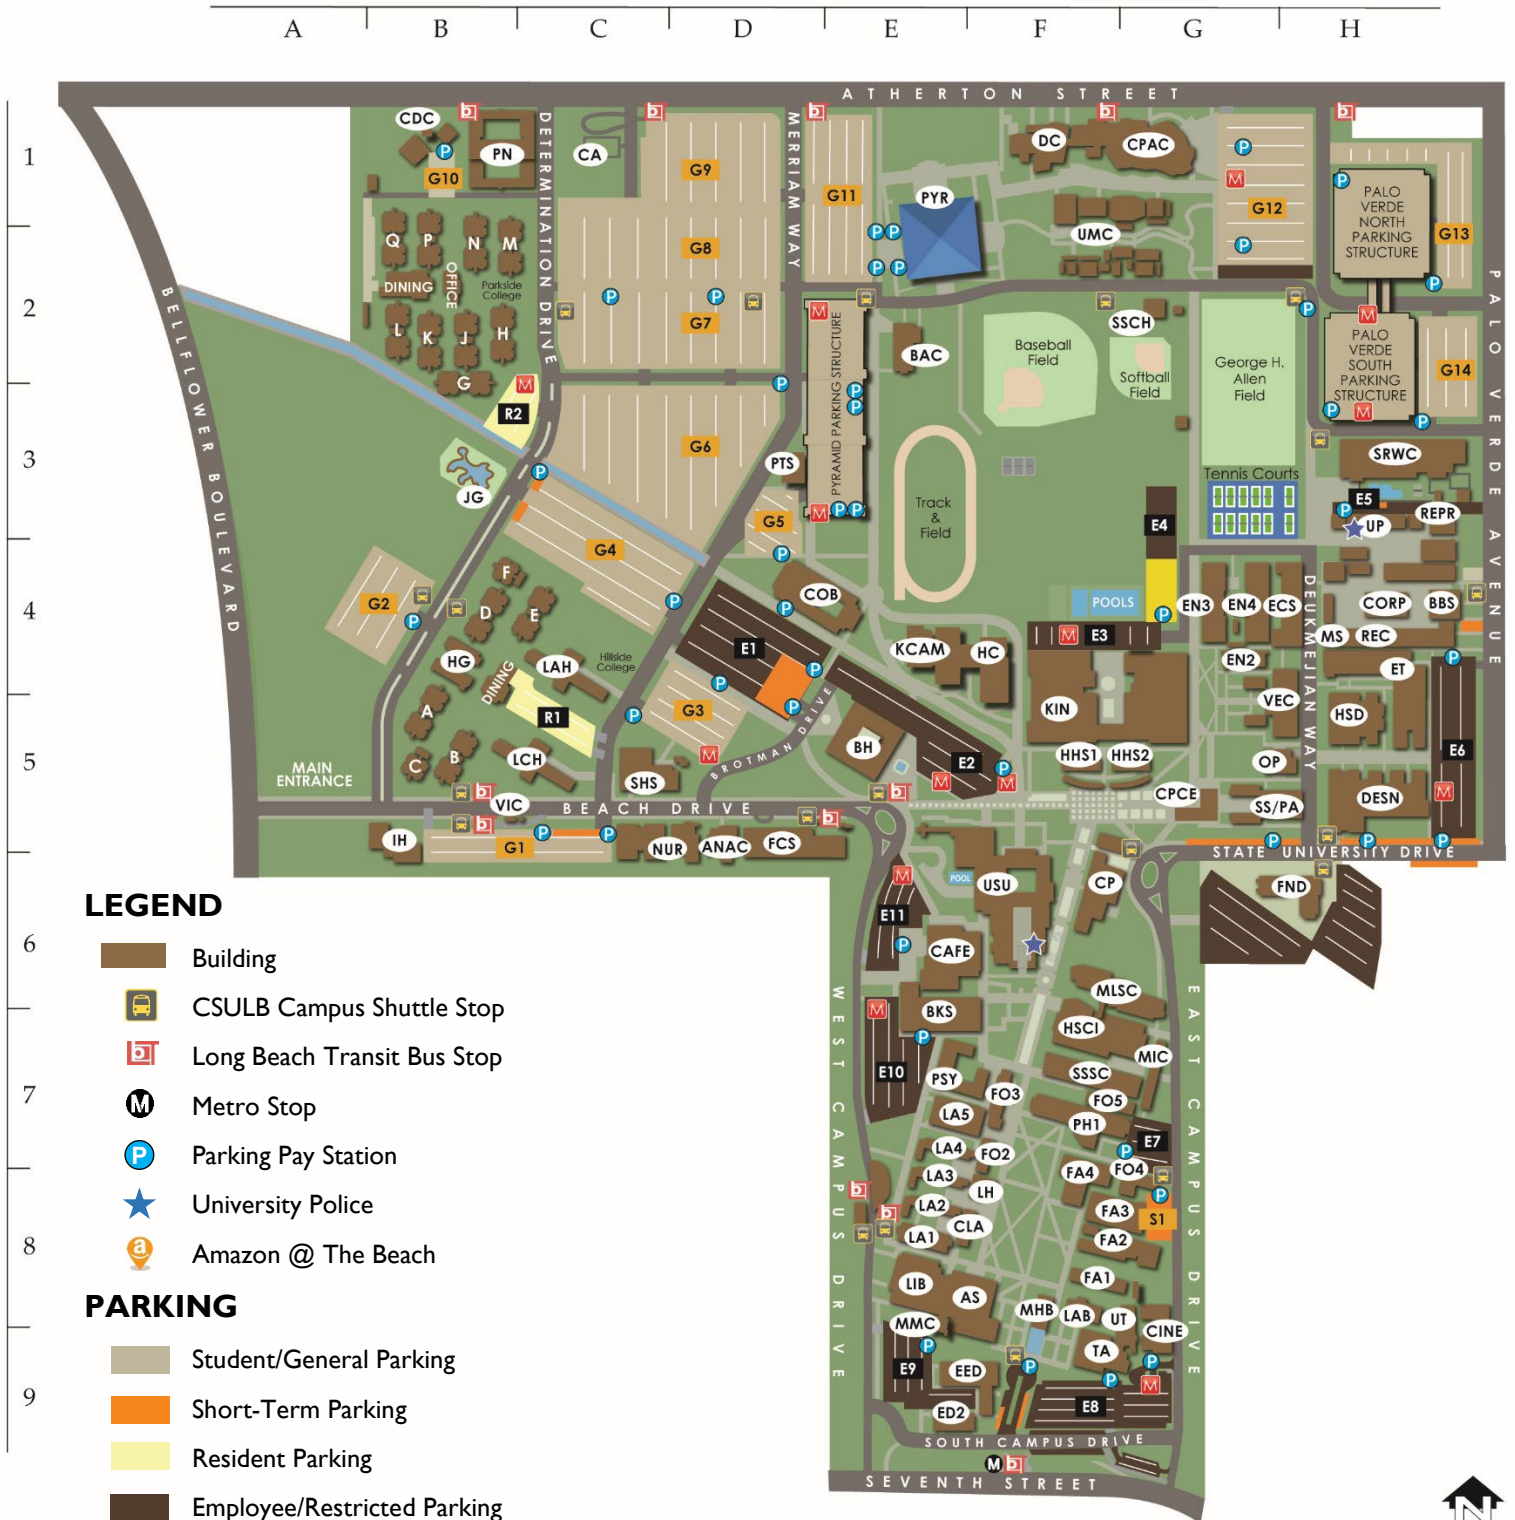 A B C D E F G H
1
2
3
4
5
6
7
8
9
ATHERTON STREET
BELLFLOWER BOULEVARD
DETERMINATION DRIVE
MERRIAM WAY
PALO VERDE AVENUE
CDC
PN
CA
G10
G9
G11
PYR
DC
CPAC
UMC
G12
PALO
VERDE
NORTH
PARKING
STRUCTURE
G13
Q P N M
OFFICE
DINING
Parkside
College
L K J H
G
G8
G7
PYRAMID PARKING STRUCTURE
BAC
Baseball
Field
SSCH
Softball
Field
George H.
Allen
Field
PALO
VERDE
SOUTH
PARKING
STRUCTURE
G14
R2
G6
JG
PTS
G5
Track
&
Field
Tennis Courts
E4
SRWC
E5
UP
REPR
G4
G2
F
D
E
COB
POOLS
E3
EN3
EN4
ECS
DEUKMEJIAN WAY
CORP
BBS
MS
REC
ET
HG
DINING
LAH
Hillside
College
E1
KCAM
HC
EN2
A
B
C
R1
G3
BROTMAN DRIVE
KIN
VEC
HSD
E6
MAIN
ENTRANCE
LCH
SHS
BH
E2
HHS1
HHS2
OP
VIC
BEACH DRIVE
CPCE
SS/PA
DESN
IH
G1
NUR
ANAC
FCS
STATE UNIVERSITY DRIVE
FND
POOL
USU
CP
E11
CAFE
WEST CAMPUS DRIVE
EAST CAMPUS DRIVE
BKS
MLSC
HSCI
MIC
E10
PSY
SSSC
FO3
FO5
LA5
PH1
E7
LA4
FO2
LA3
FA4
FO4
LH
LA2
FA3
S1
CLA
LA1
FA2
LIB
AS
FA1
MHB
LAB
UT
MMC
CINE
TA
E9
EED
E8
ED2
SOUTH CAMPUS DRIVE
M
SEVENTH STREET
LEGEND
Building
CSULB Campus Shuttle Stop
b Long Beach Transit Bus Stop
M Metro Stop
P Parking Pay Station
University Police
a Amazon @ The Beach
PARKING
Student/General Parking
Short-Term Parking
Resident Parking
Employee/Restricted Parking
N